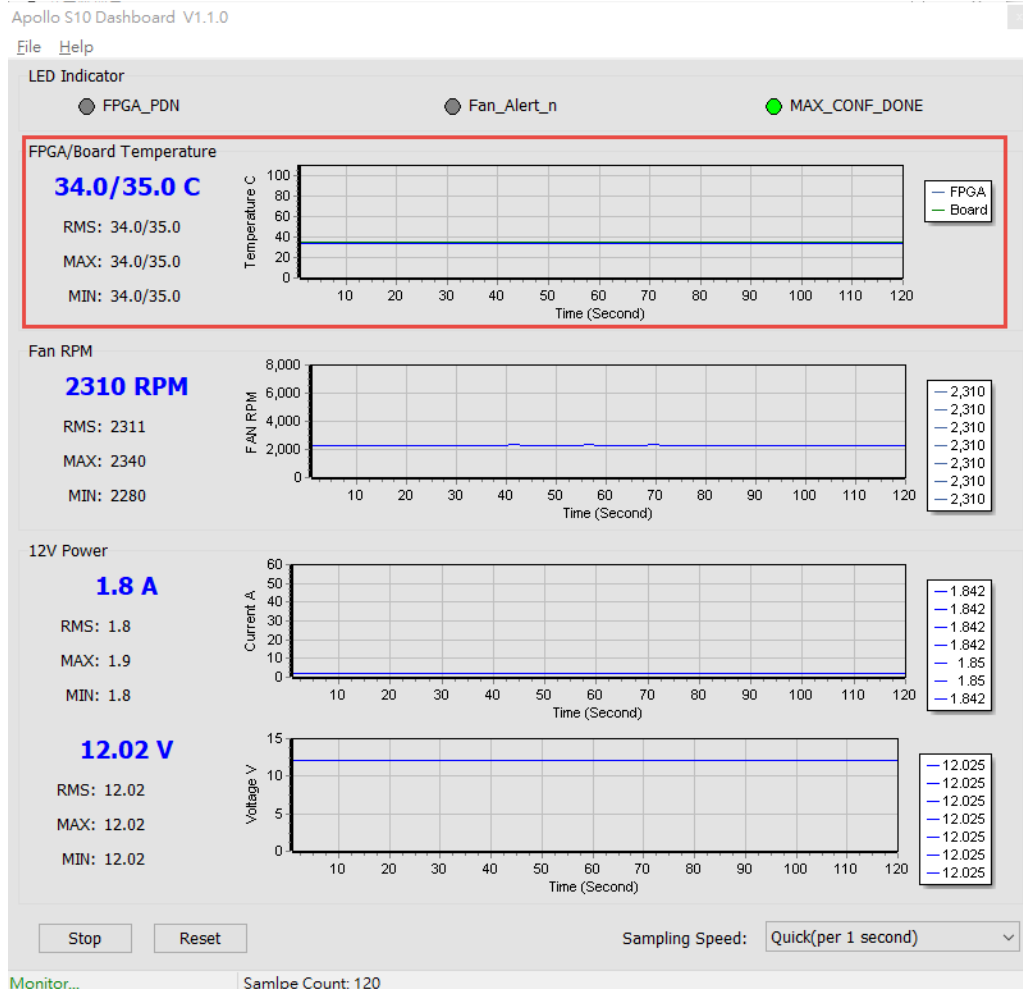 Apollo S10 Dashboard V1.1.0
File Help
LED Indicator
FPGA_PDN Fan_Alert_n MAX_CONF_DONE
FPGA/Board Temperature
34.0/35.0 C
RMS: 34.0/35.0
MAX: 34.0/35.0
MIN: 34.0/35.0
Temperature C
100
80
60
40
20
0
10 20 30 40 50 60 70 80 90 100 110 120
Time (Second)
FPGA
Board
Fan RPM
2310 RPM
RMS: 2311
MAX: 2340
MIN: 2280
FAN RPM
8,000
6,000
4,000
2,000
0
10 20 30 40 50 60 70 80 90 100 110 120
Time (Second)
2,310
2,310
2,310
2,310
2,310
2,310
2,310
12V Power
1.8 A
RMS: 1.8
MAX: 1.9
MIN: 1.8
Current A
60
50
40
30
20
10
0
10 20 30 40 50 60 70 80 90 100 110 120
Time (Second)
1.842
1.842
1.842
1.842
1.85
1.85
1.842
12.02 V
RMS: 12.02
MAX: 12.02
MIN: 12.02
Voltage V
15
10
5
0
10 20 30 40 50 60 70 80 90 100 110 120
Time (Second)
12.025
12.025
12.025
12.025
12.025
12.025
12.025
Stop Reset Sampling Speed: Quick(per 1 second)
Monitor... Samlpe Count: 120